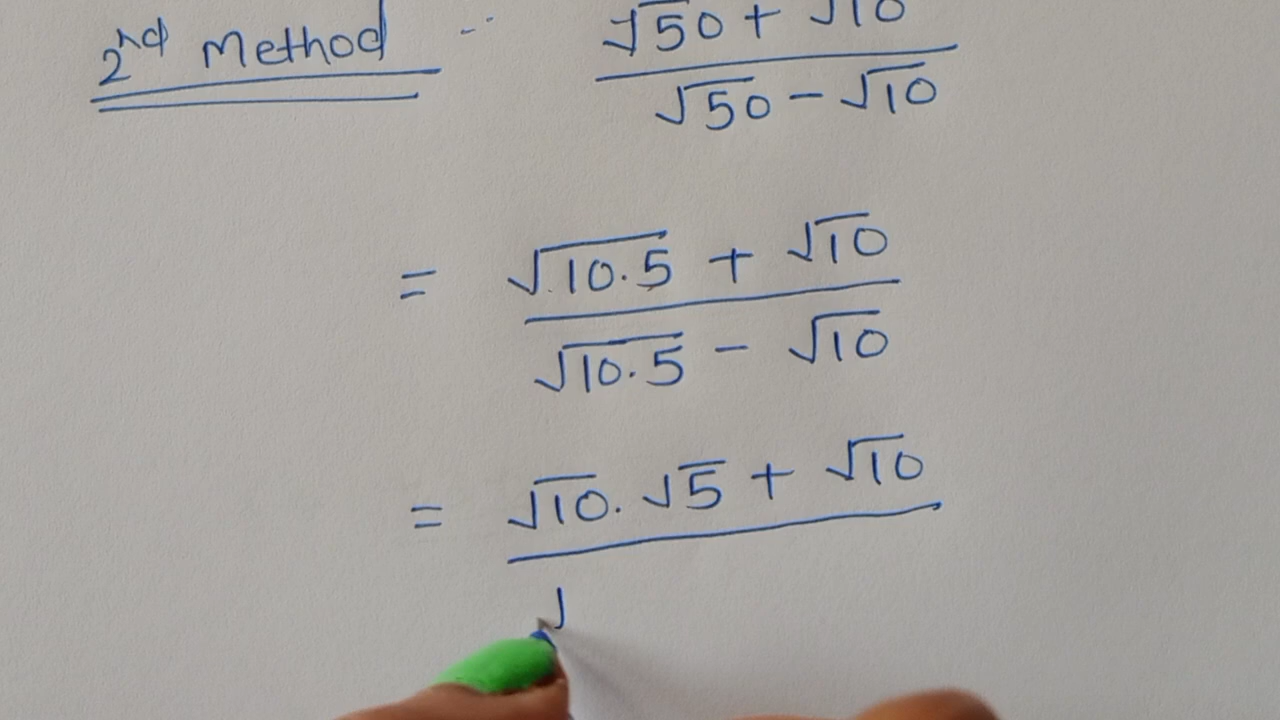 2nd Method :- √50 + √10
√50 - √10
= √10.5 + √10
√10.5 - √10
= √10 . √5 + √10
√